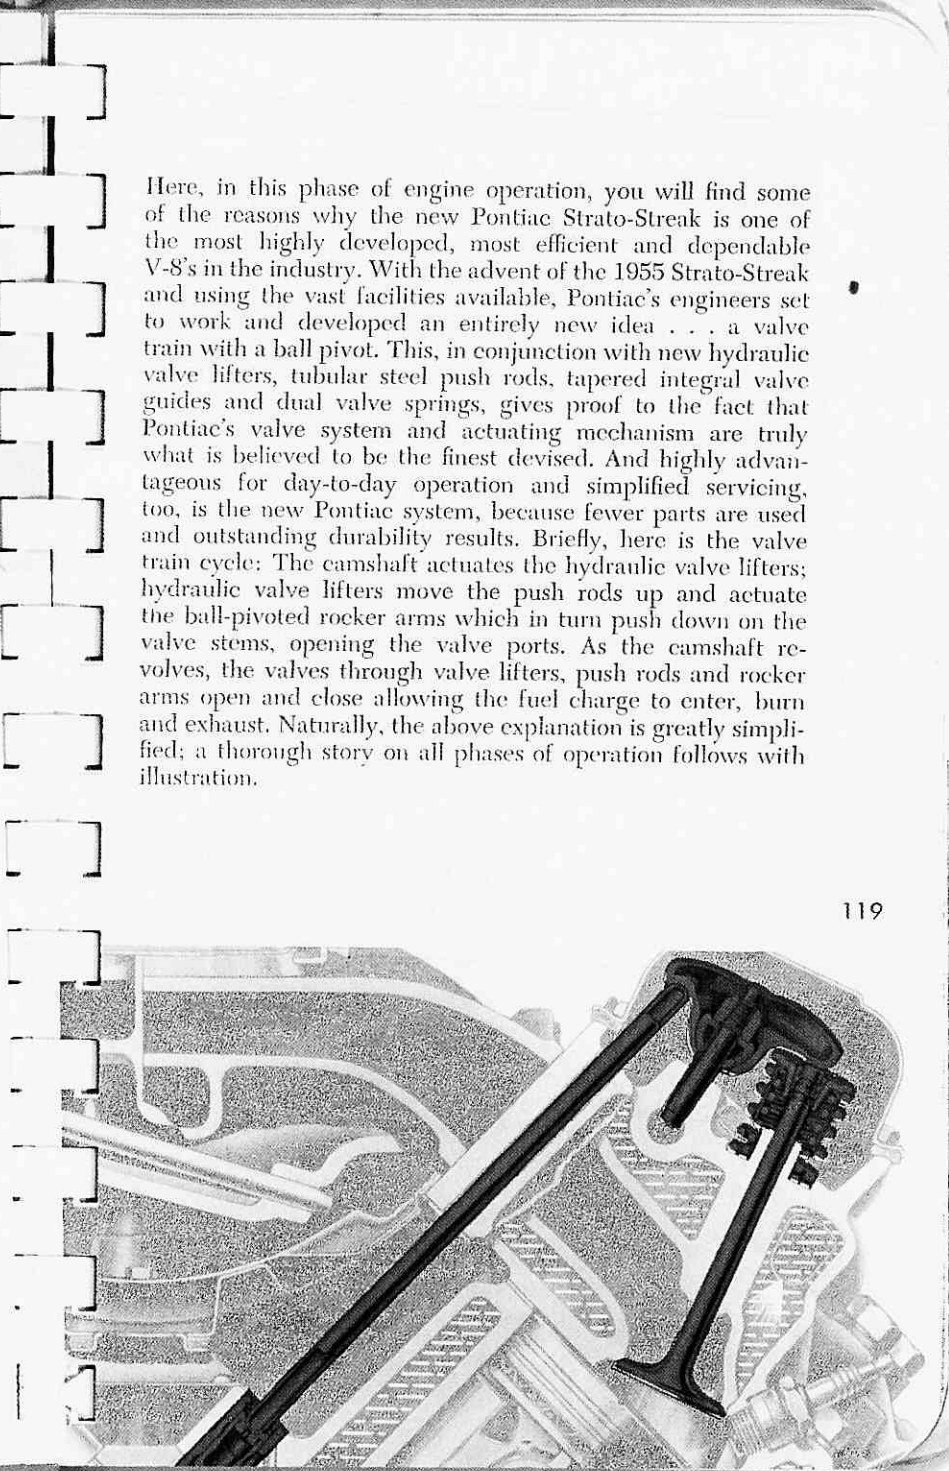 Here, in this phase of engine operation, you will find some
of the reasons why the new Pontiac Strato-Streak is one of
the most highly developed, most efficient and dependable
V-8's in the industry. With the advent of the 1955 Strato-Streak
and using the vast facilities available, Pontiac's engineers set
to work and developed an entirely new idea . . . a valve
train with a ball pivot. This, in conjunction with new hydraulic
valve lifters, tubular steel push rods, tapered integral valve
guides and dual valve springs, gives proof to the fact that
Pontiac's valve system and actuating mechanism are truly
what is believed to be the finest devised. And highly advan-
tageous for day-to-day operation and simplified servicing,
too, is the new Pontiac system, because fewer parts are used
and outstanding durability results. Briefly, here is the valve
train cycle: The camshaft actuates the hydraulic valve lifters;
hydraulic valve lifters move the push rods up and actuate
the ball-pivoted rocker arms which in turn push down on the
valve stems, opening the valve ports. As the camshaft re-
volves, the valves through valve lifters, push rods and rocker
arms open and close allowing the fuel charge to enter, burn
and exhaust. Naturally, the above explanation is greatly simpli-
fied; a thorough story on all phases of operation follows with
illustration.
119